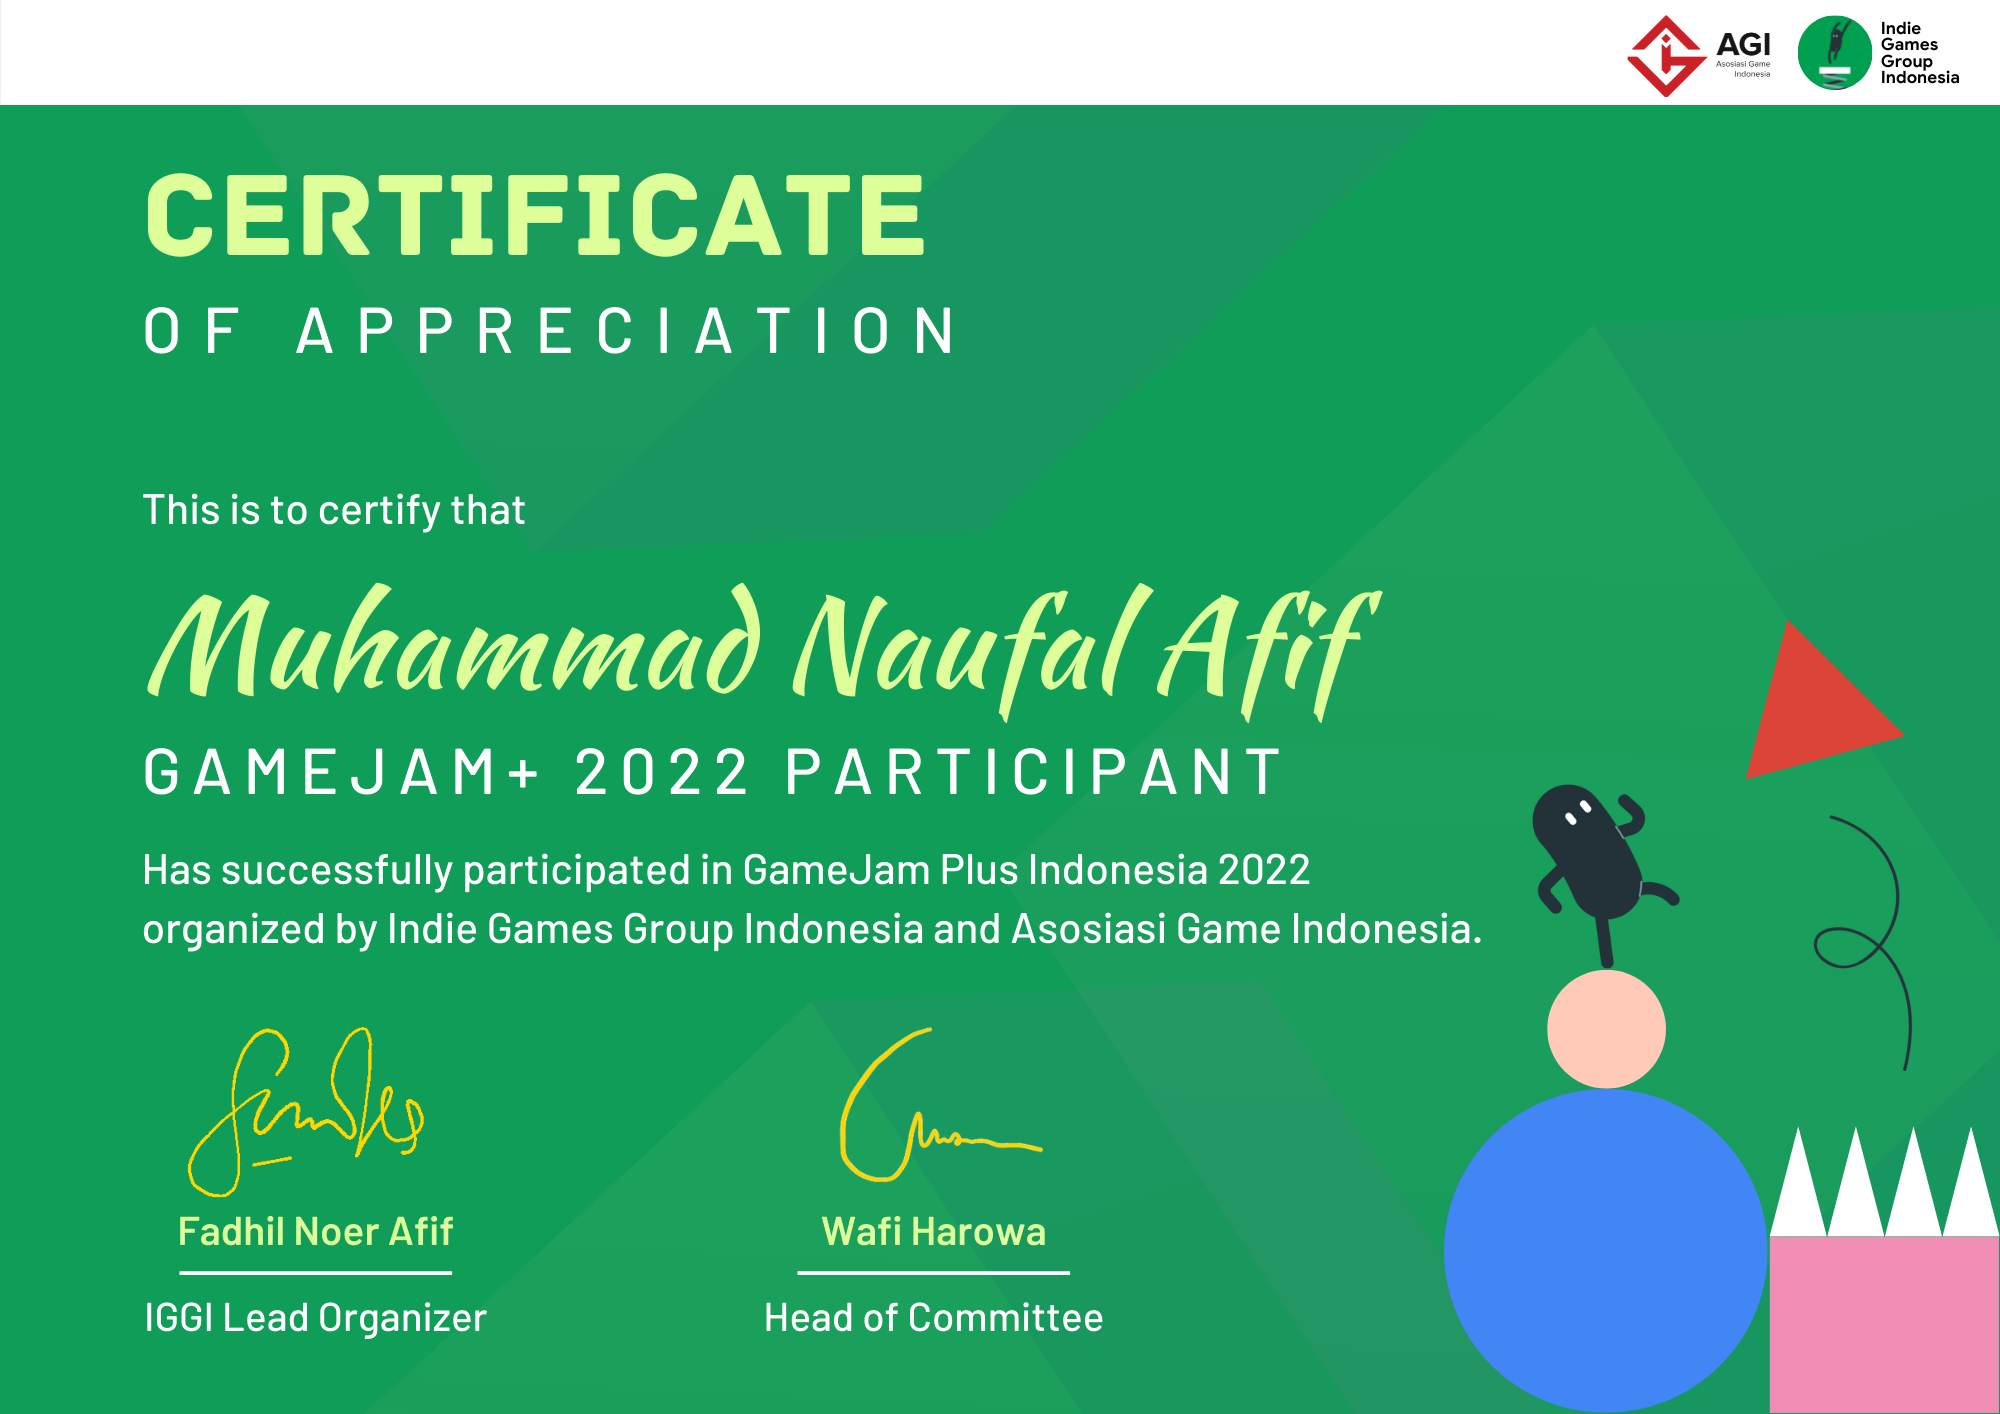 AGI
Asosiasi Game
Indonesia
Indie
Games
Group
Indonesia
CERTIFICATE
OF APPRECIATION
This is to certify that
Muhammad Naufal Afif
GAMEJAM+ 2022 PARTICIPANT
Has successfully participated in GameJam Plus Indonesia 2022
organized by Indie Games Group Indonesia and Asosiasi Game Indonesia.
Fadhil Noer Afif
IGGI Lead Organizer
Wafi Harowa
Head of Committee